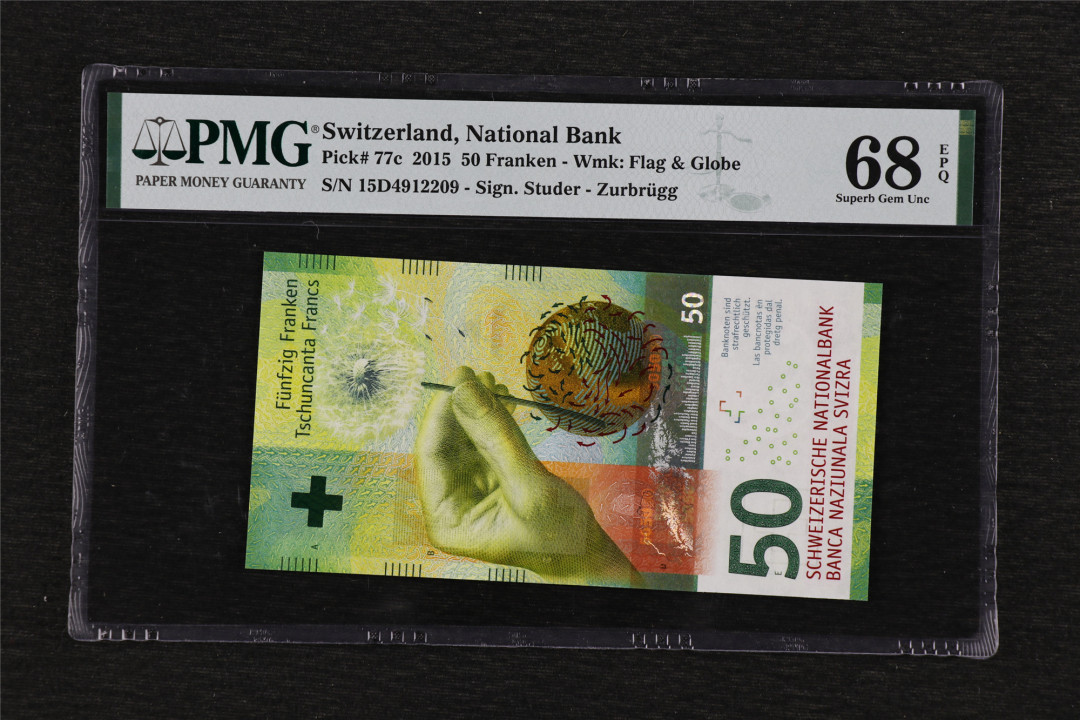 PMG®
PAPER MONEY GUARANTY
Switzerland, National Bank
Pick# 77c 2015 50 Franken - Wmk: Flag & Globe
S/N 15D4912209 - Sign. Studer - Zurbrügg
68
EPQ
Superb Gem Unc
Fünfzig Franken
Tschuncanta Francs
50
Banknoten sind
strafrechtlich
geschützt.
Las bancnotas èn
protegidas dal
dretg penal.
50
SCHWEIZERISCHE NATIONALBANK
BANCA NAZIUNALA SVIZRA
A
B
E